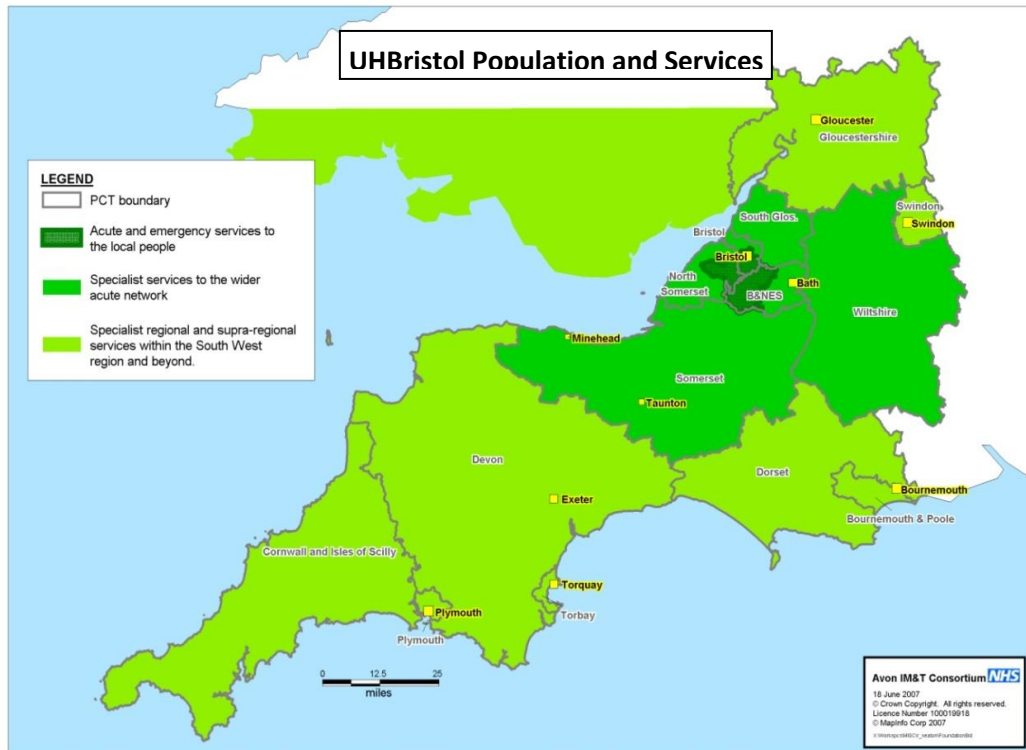 UHBristol Population and Services
Gloucester
Gloucestershire
LEGEND
PCT boundary
Acute and emergency services to
the local people
Specialist services to the wider
acute network
Specialist regional and supra-regional
services within the South West
region and beyond.
South Glos.
Swindon
Swindon
Bristol
Bristol
North
Somerset
B&NES
Bath
Wiltshire
Minehead
Somerset
Taunton
Devon
Dorset
Exeter
Bournemouth
Bournemouth & Poole
Cornwall and Isles of Scilly
Torquay
Torbay
Plymouth
Plymouth
0 12.5 25
miles
Avon IM&T Consortium NHS
18 June 2007
© Crown Copyright. All rights reserved.
Licence Number 100019918
© MapInfo Corp 2007